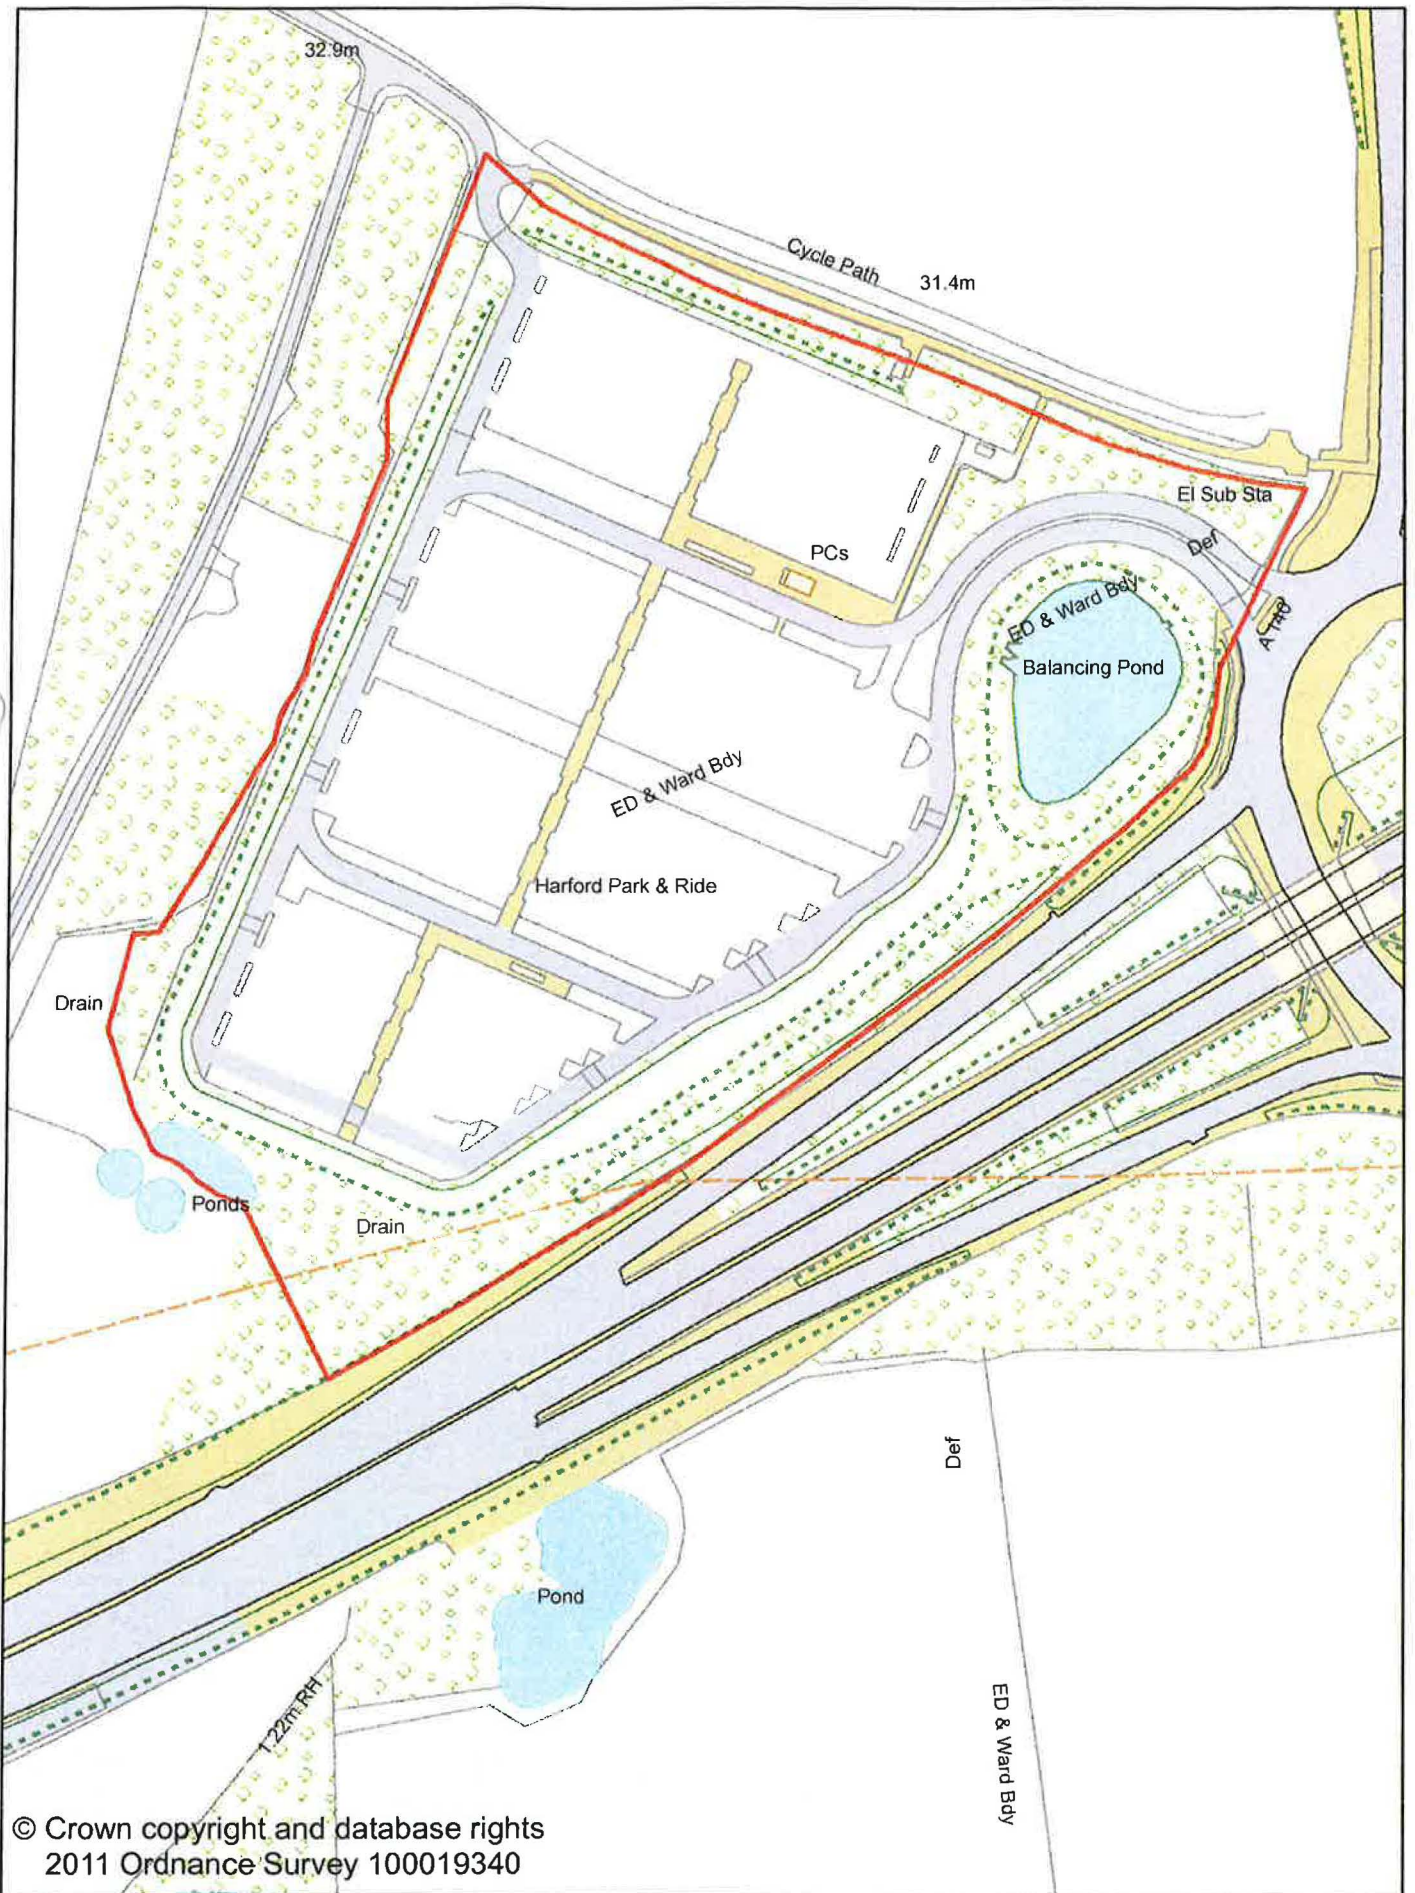 32.9m
Cycle Path
31.4m
El Sub Sta
Def
PCs
ED & Ward Bdy
A 140
Balancing Pond
ED & Ward Bdy
Harford Park & Ride
Drain
Ponds
Drain
Def
Pond
1.22m RH
ED & Ward Bdy
© Crown copyright and database rights
2011 Ordnance Survey 100019340